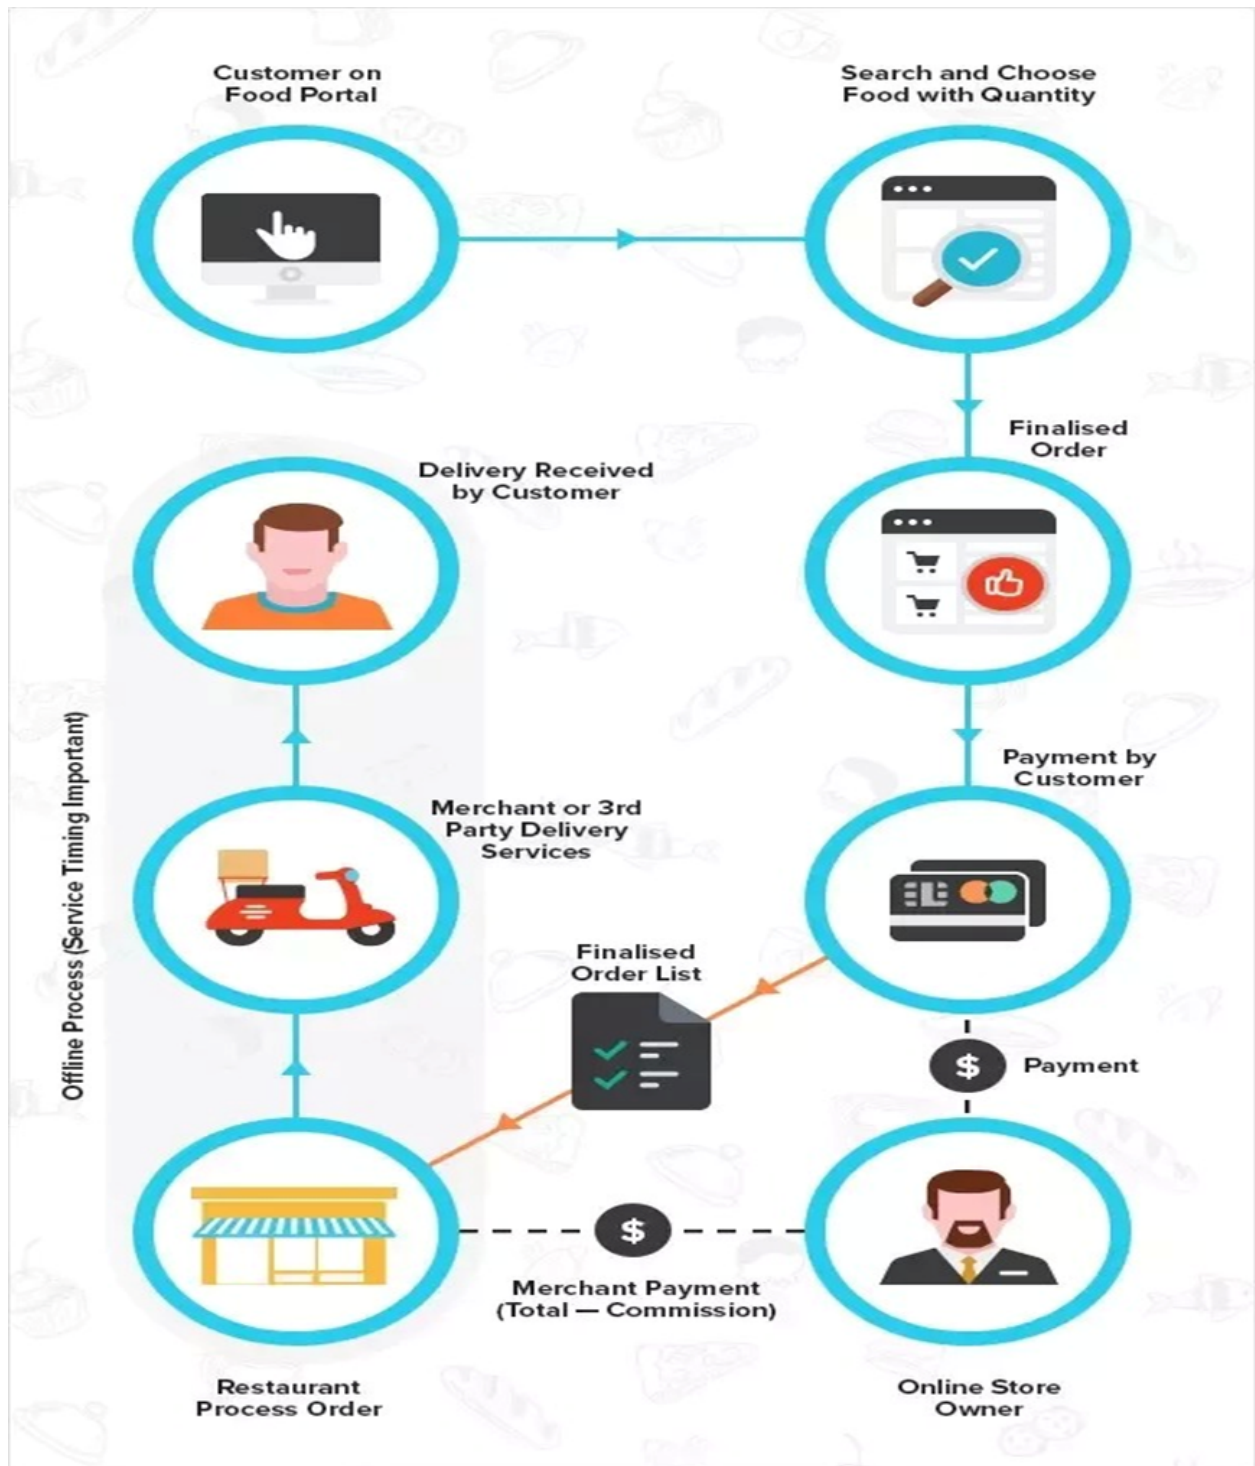 Customer on
Food Portal
Search and Choose
Food with Quantity
Finalised
Order
Delivery Received
by Customer
Payment by
Customer
Merchant or 3rd
Party Delivery
Services
Offline Process (Service Timing Important)
Finalised
Order List
$
Payment
$
Merchant Payment
(Total — Commission)
Restaurant
Process Order
Online Store
Owner